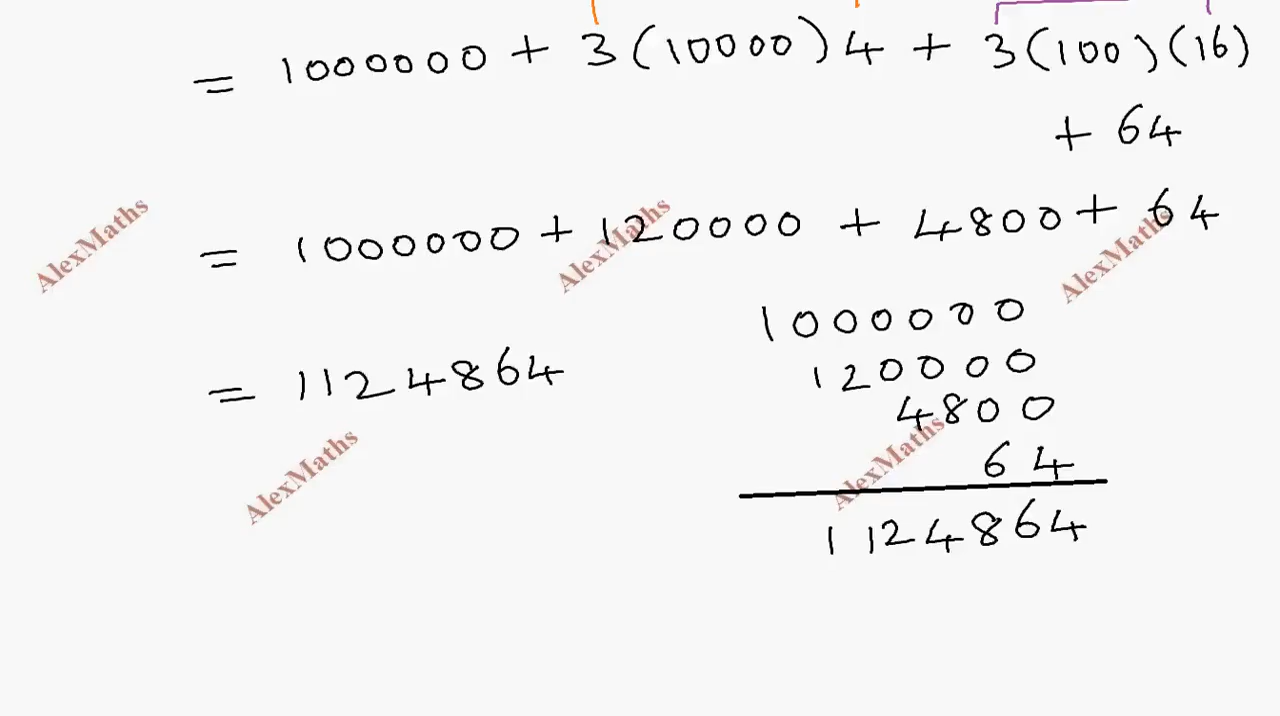 = 1000000 + 3(10000)4 + 3(100)(16)
+ 64
= 1000000 + 120000 + 4800 + 64
= 1124864
1000000
120000
4800
64
1124864
AlexMaths
AlexMaths
AlexMaths
AlexMaths
AlexMaths